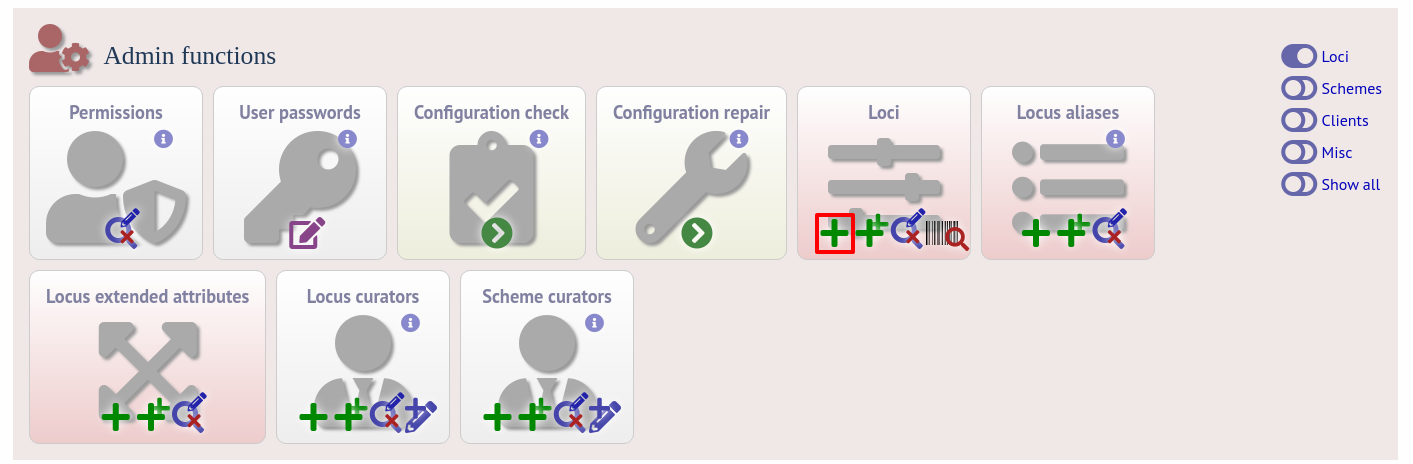 Admin functions
Permissions
User passwords
Configuration check
Configuration repair
Loci
Locus aliases
Locus extended attributes
Locus curators
Scheme curators
Loci
Schemes
Clients
Misc
Show all